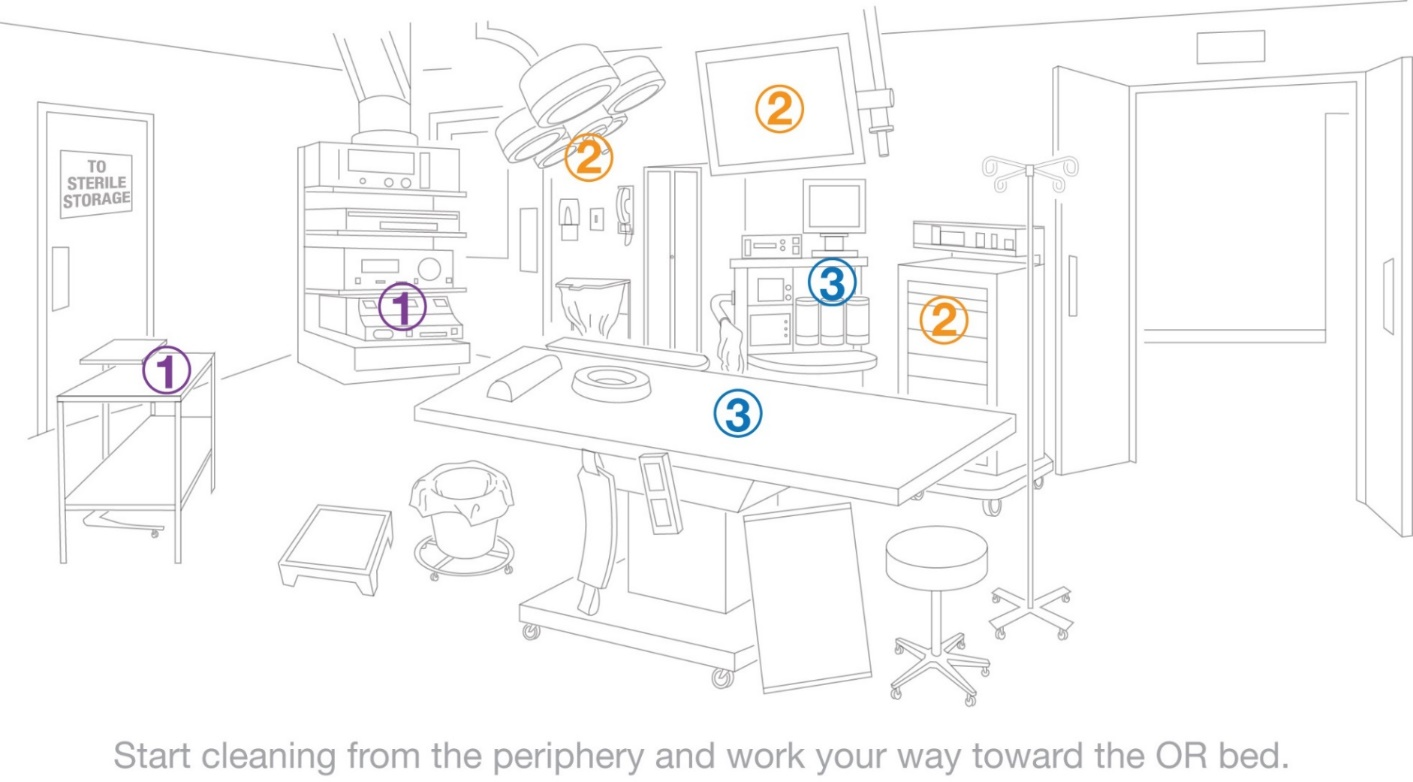 TO
STERILE
STORAGE
2
2
1
3
2
1
3
Start cleaning from the periphery and work your way toward the OR bed.